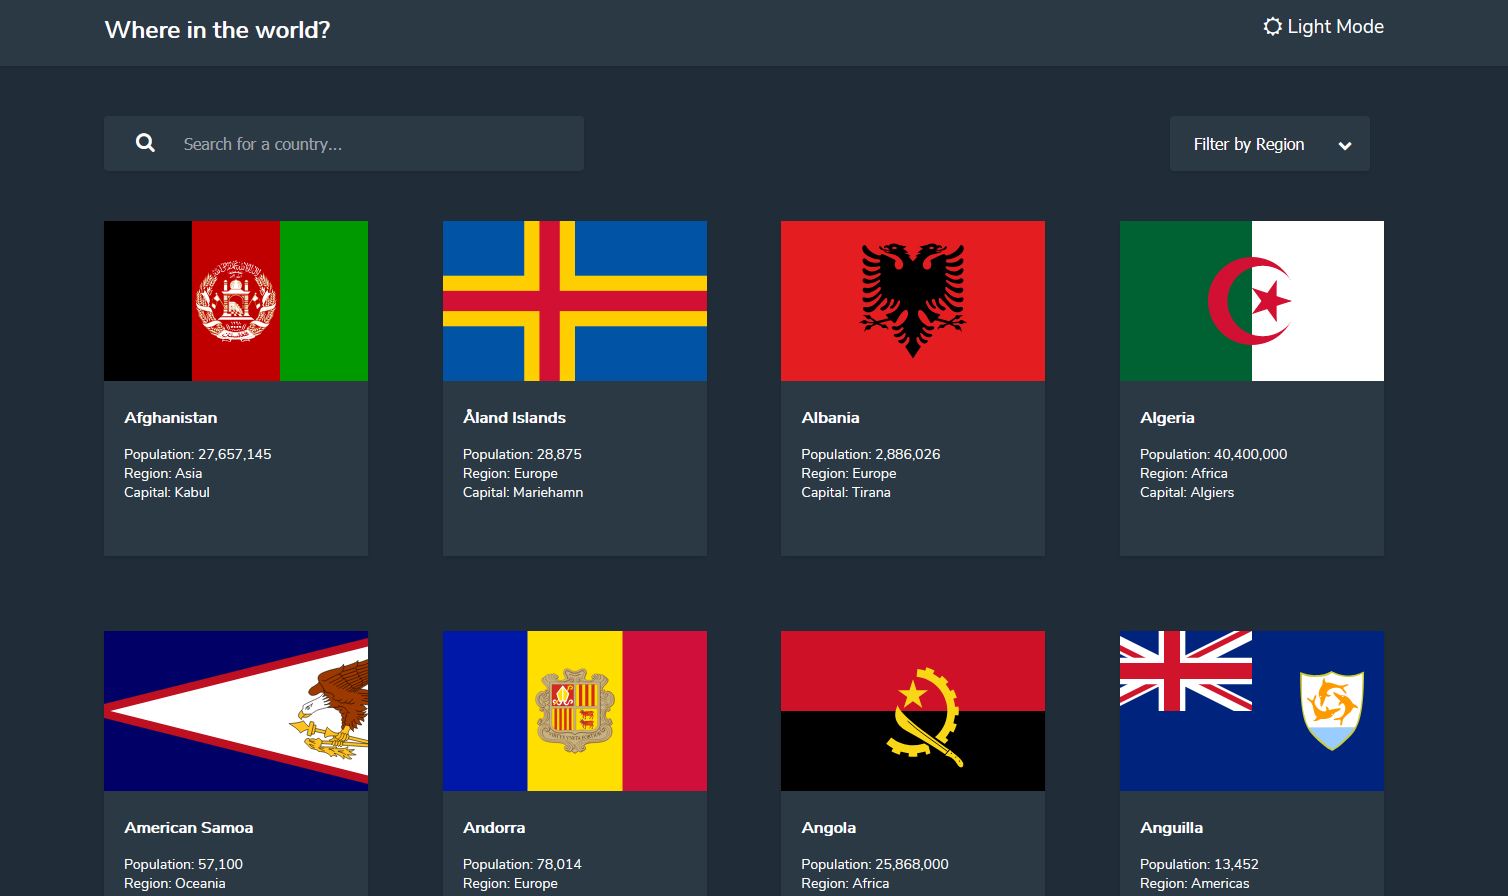 Where in the world?
Light Mode
Search for a country...
Filter by Region
Afghanistan
Population: 27,657,145
Region: Asia
Capital: Kabul
Åland Islands
Population: 28,875
Region: Europe
Capital: Mariehamn
Albania
Population: 2,886,026
Region: Europe
Capital: Tirana
Algeria
Population: 40,400,000
Region: Africa
Capital: Algiers
American Samoa
Population: 57,100
Region: Oceania
Andorra
Population: 78,014
Region: Europe
Angola
Population: 25,868,000
Region: Africa
Anguilla
Population: 13,452
Region: Americas